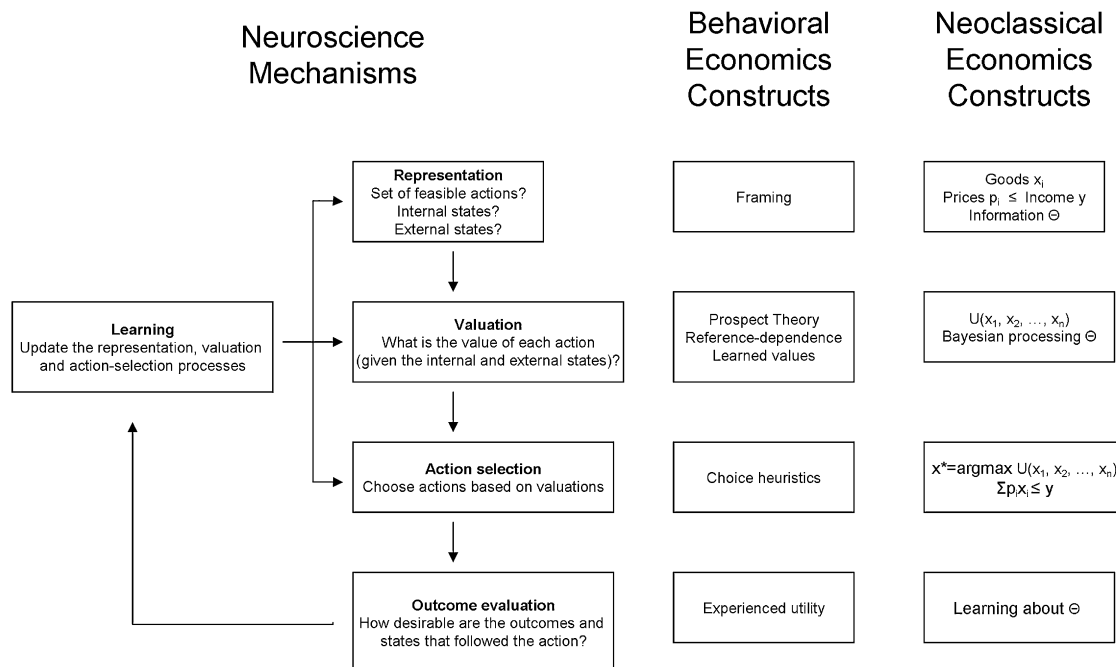 Neuroscience
Mechanisms
Behavioral
Economics
Constructs
Neoclassical
Economics
Constructs
Representation
Set of feasible actions?
Internal states?
External states?
Framing
Goods xᵢ
Prices pᵢ ≤ Income y
Information Θ
Learning
Update the representation, valuation
and action-selection processes
Valuation
What is the value of each action
(given the internal and external states)?
Prospect Theory
Reference-dependence
Learned values
U(x₁, x₂, …, xₙ)
Bayesian processing Θ
Action selection
Choose actions based on valuations
Choice heuristics
x*=argmax U(x₁, x₂, …, xₙ)
Σpᵢxᵢ ≤ y
Outcome evaluation
How desirable are the outcomes and
states that followed the action?
Experienced utility
Learning about Θ